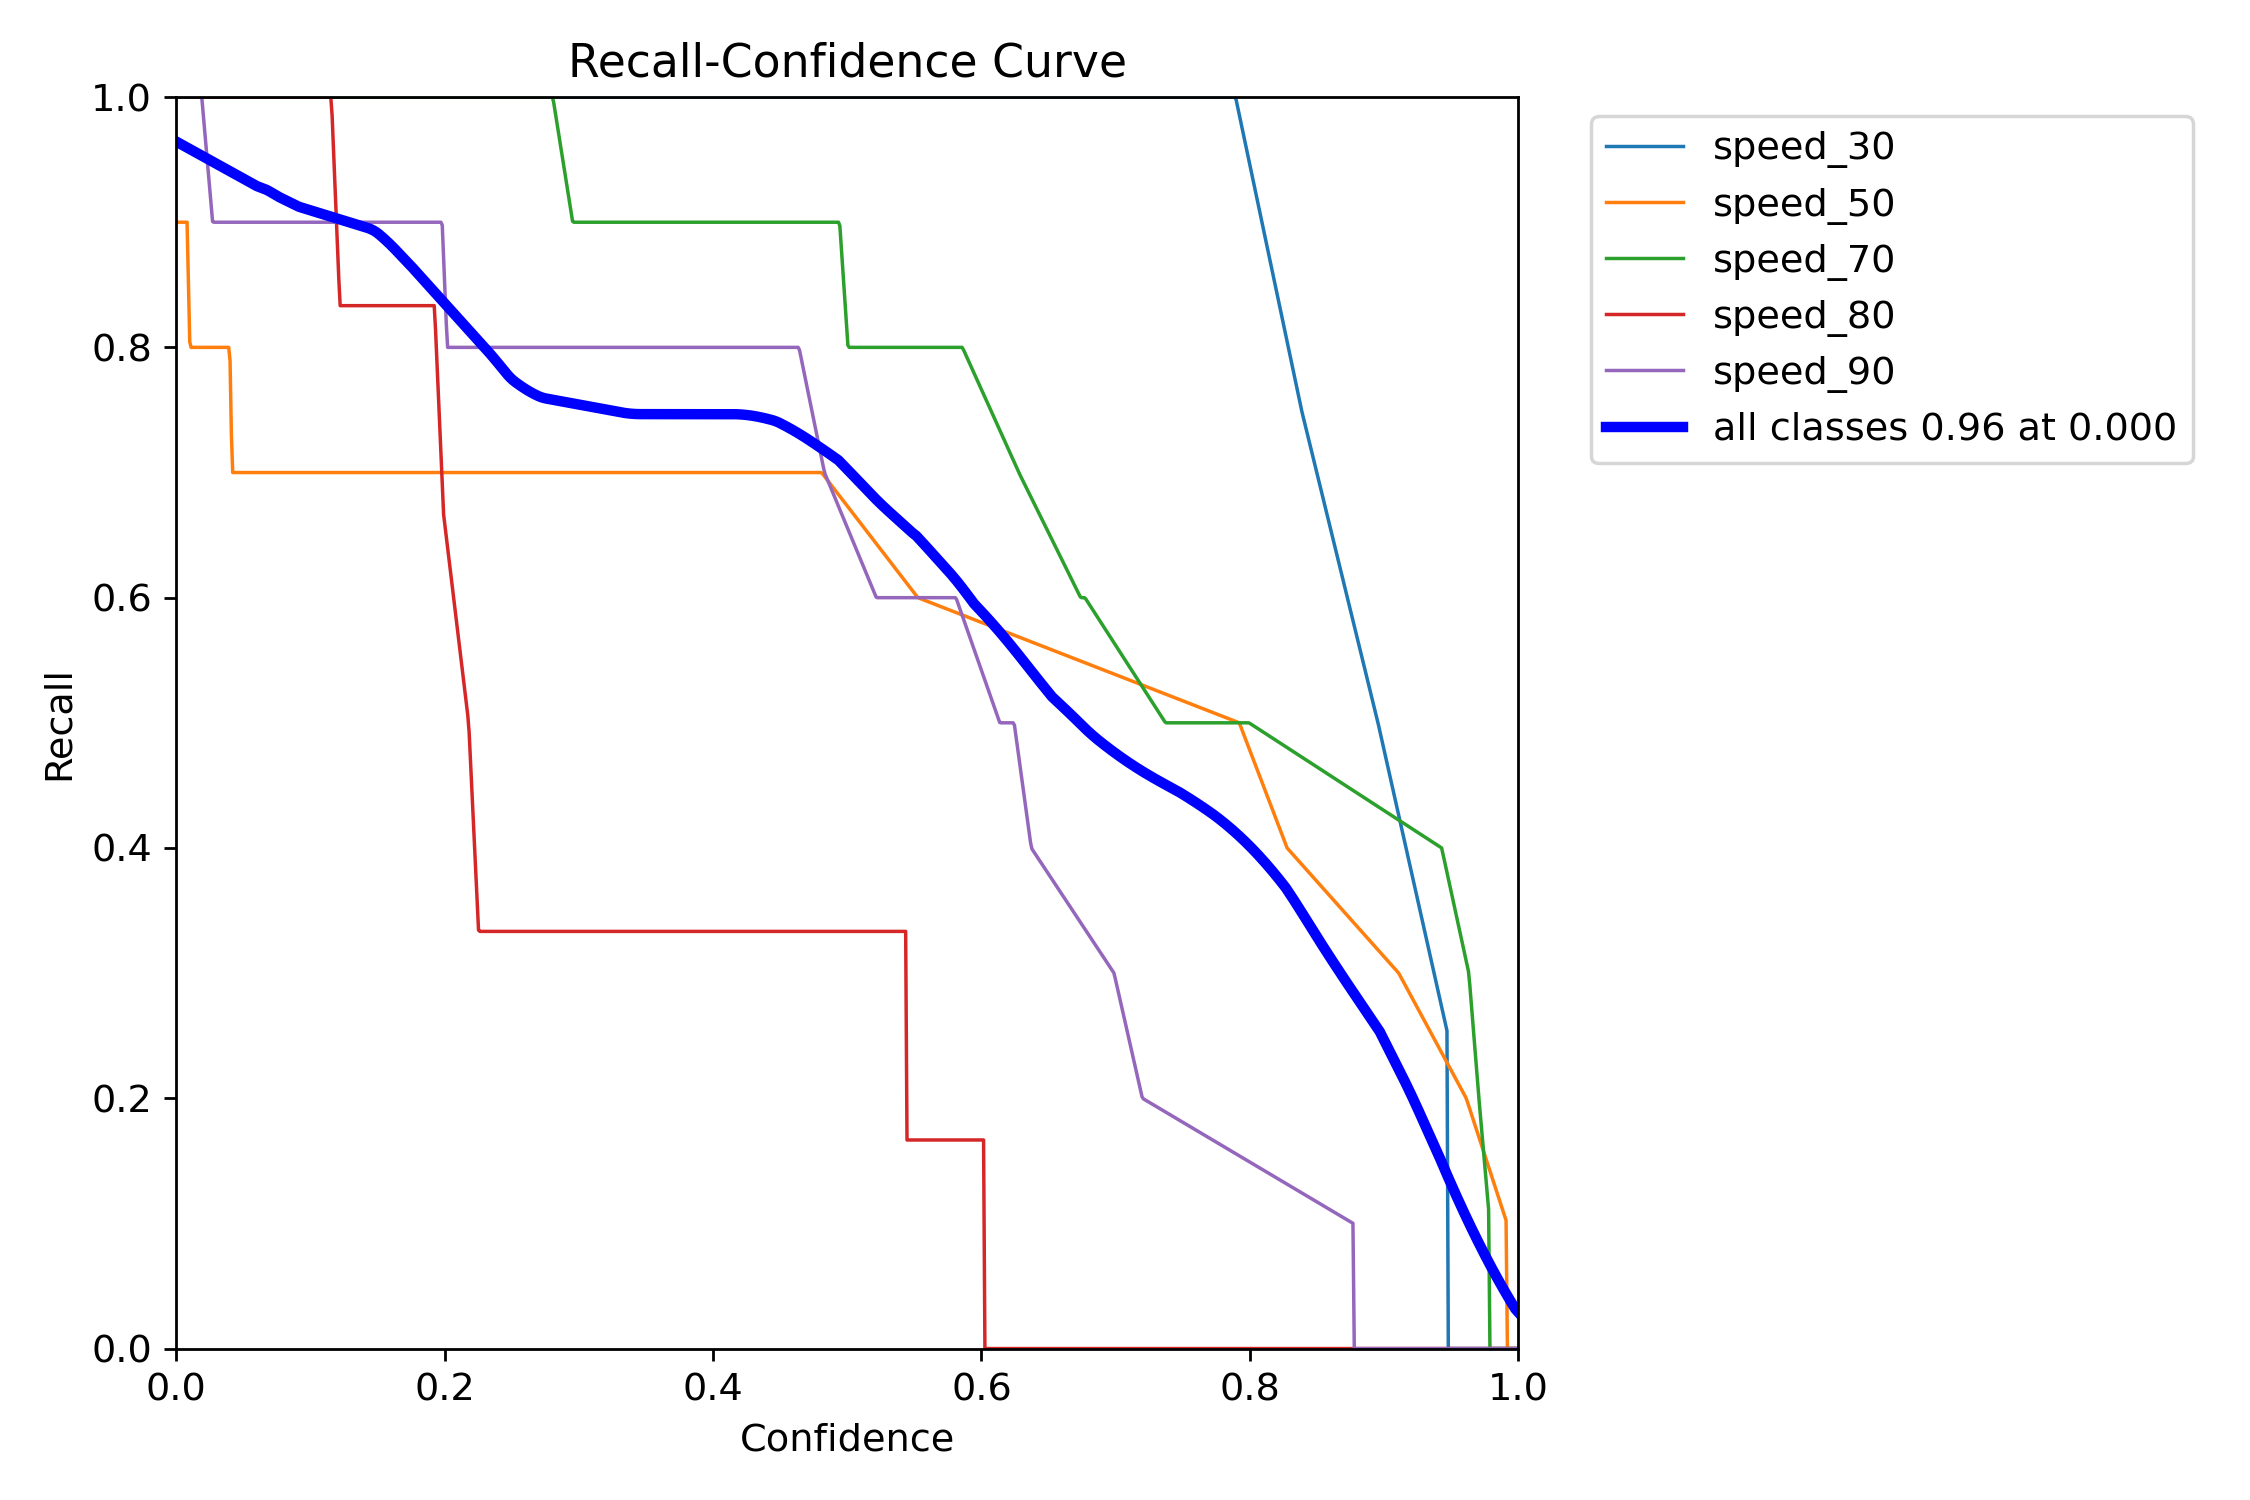 Recall-Confidence Curve
1.0
0.8
0.6
0.4
0.2
0.0
Recall
0.0 0.2 0.4 0.6 0.8 1.0
Confidence
speed_30
speed_50
speed_70
speed_80
speed_90
all classes 0.96 at 0.000